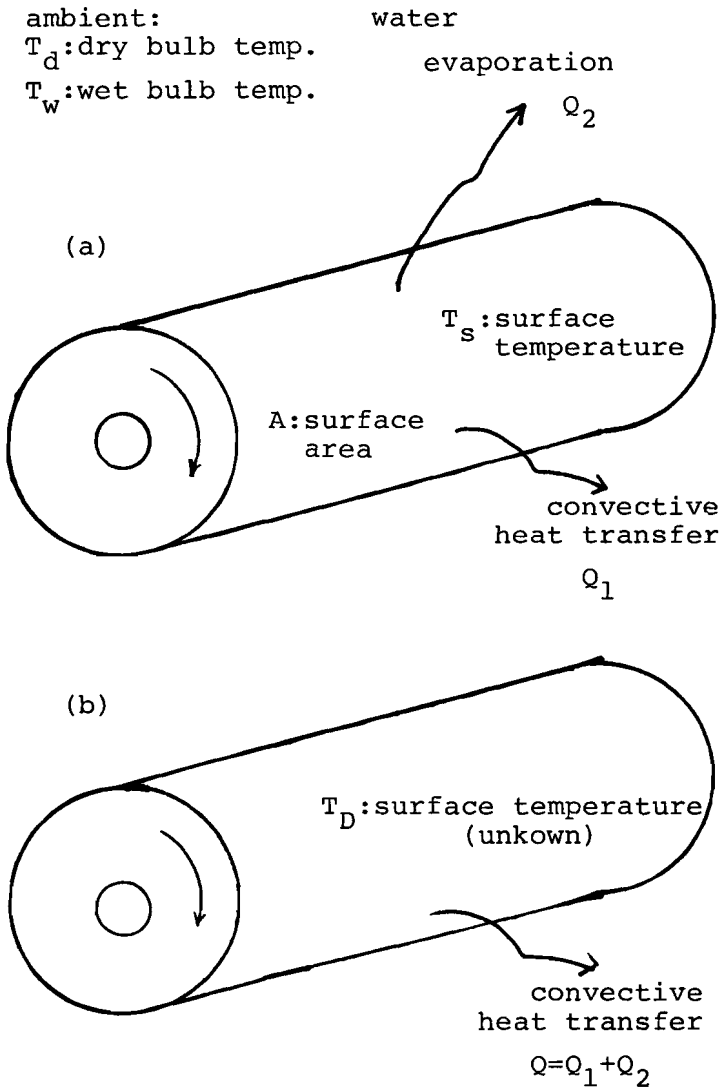 ambient: water
T_d:dry bulb temp.
evaporation
T_w:wet bulb temp.
Q_2
(a)
T_s:surface
temperature
A:surface
area
convective
heat transfer
Q_1
(b)
T_D:surface temperature
(unkown)
convective
heat transfer
Q=Q_1+Q_2